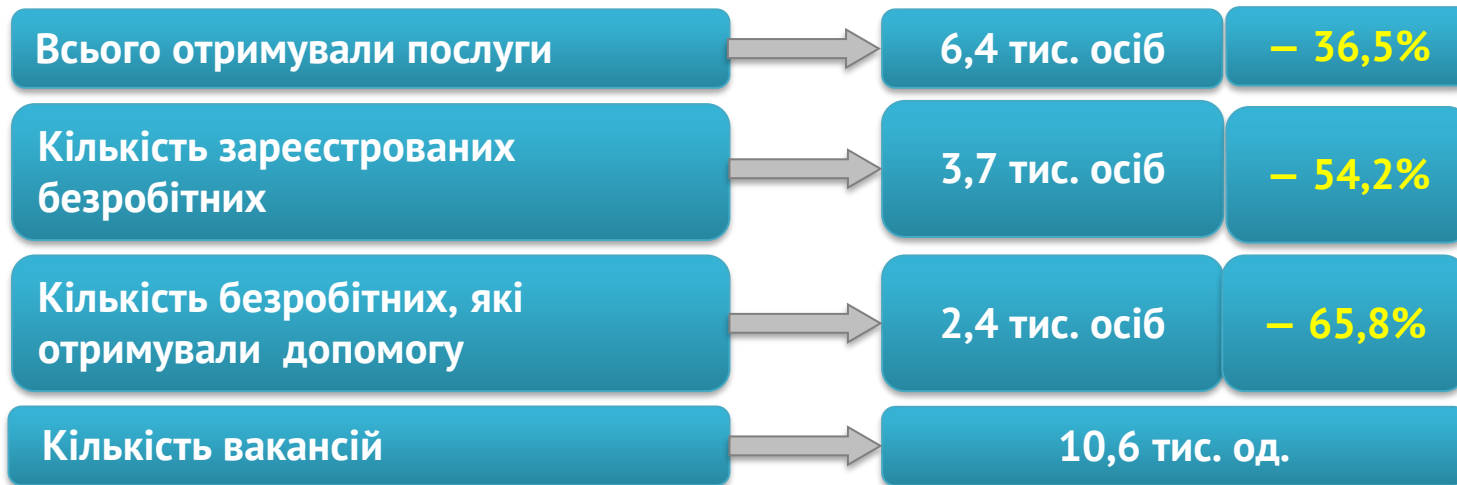 Всього отримували послуги
6,4 тис. осіб
— 36,5%
Кількість зареєстрованих
безробітних
3,7 тис. осіб
— 54,2%
Кількість безробітних, які
отримували допомогу
2,4 тис. осіб
— 65,8%
Кількість вакансій
10,6 тис. од.